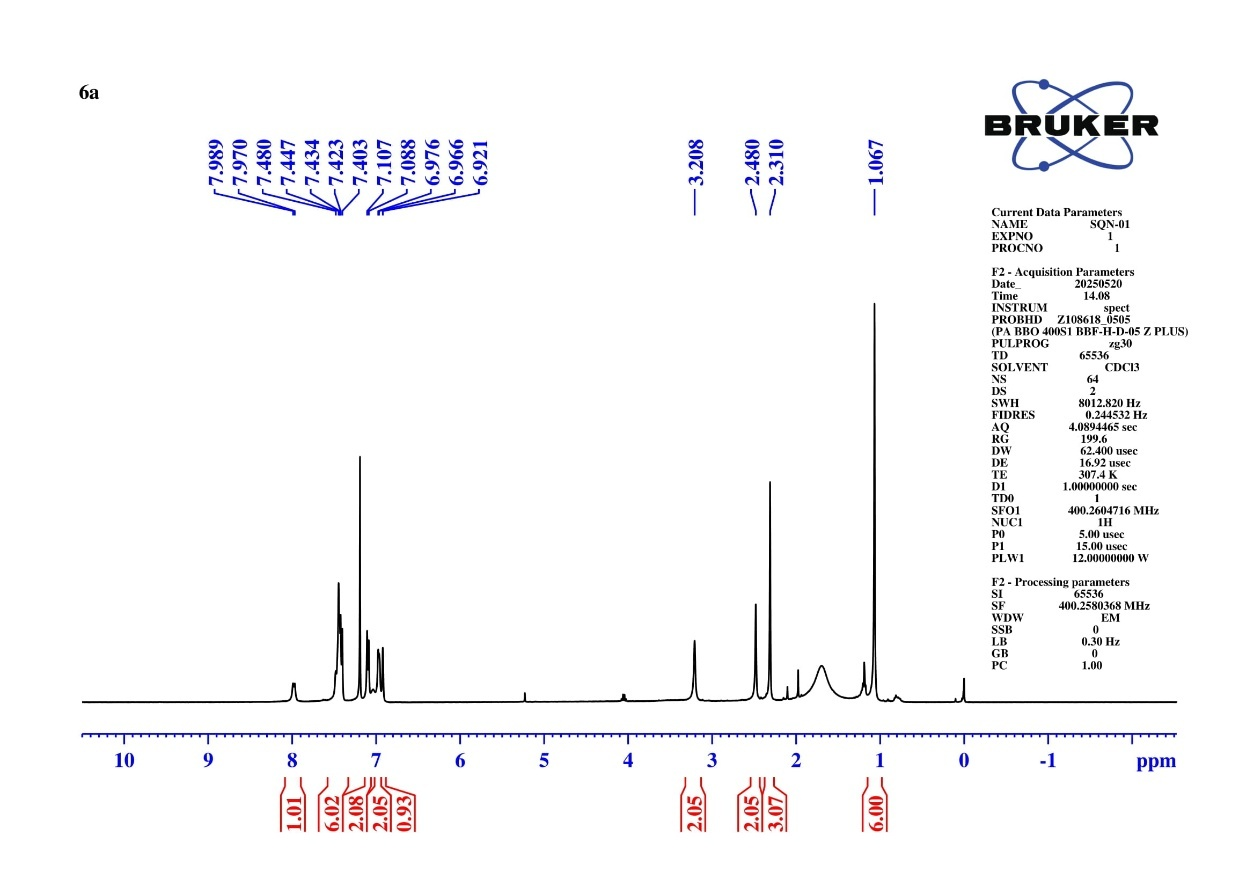 6a
BRUKER
7.989
7.970
7.480
7.447
7.434
7.423
7.403
7.107
7.088
6.976
6.966
6.921
3.208
2.480
2.310
1.067
Current Data Parameters
NAME SQN-01
EXPNO 1
PROCNO 1
F2 - Acquisition Parameters
Date_ 20250520
Time 14.08
INSTRUM spect
PROBHD Z108618_0505
(PA BBO 400S1 BBF-H-D-05 Z PLUS)
PULPROG zg30
TD 65536
SOLVENT CDCl3
NS 64
DS 2
SWH 8012.820 Hz
FIDRES 0.244532 Hz
AQ 4.0894465 sec
RG 199.6
DW 62.400 usec
DE 16.92 usec
TE 307.4 K
D1 1.00000000 sec
TD0 1
SFO1 400.2604716 MHz
NUC1 1H
P0 5.00 usec
P1 15.00 usec
PLW1 12.00000000 W
F2 - Processing parameters
SI 65536
SF 400.2580368 MHz
WDW EM
SSB 0
LB 0.30 Hz
GB 0
PC 1.00
10 9 8 7 6 5 4 3 2 1 0 -1 ppm
1.01
6.02
2.08
2.05
0.93
2.05
2.05
3.07
6.00